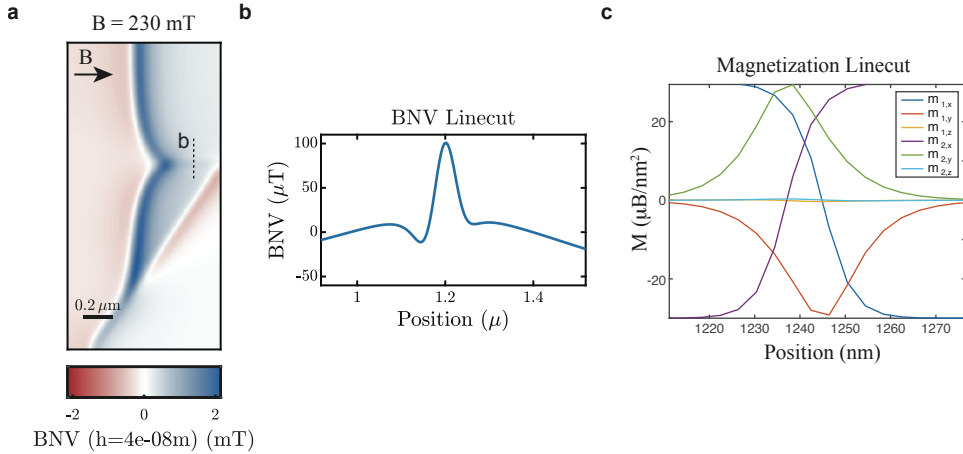 a
B = 230 mT
B
b
0.2 μm
-2 0 2
BNV (h=4e-08m) (mT)
b
BNV Linecut
BNV (μT)
100
50
0
-50
1 1.2 1.4
Position (μ)
c
Magnetization Linecut
M (μB/nm²)
20
0
-20
m1,x
m1,y
m1,z
m2,x
m2,y
m2,z
1220 1230 1240 1250 1260 1270
Position (nm)